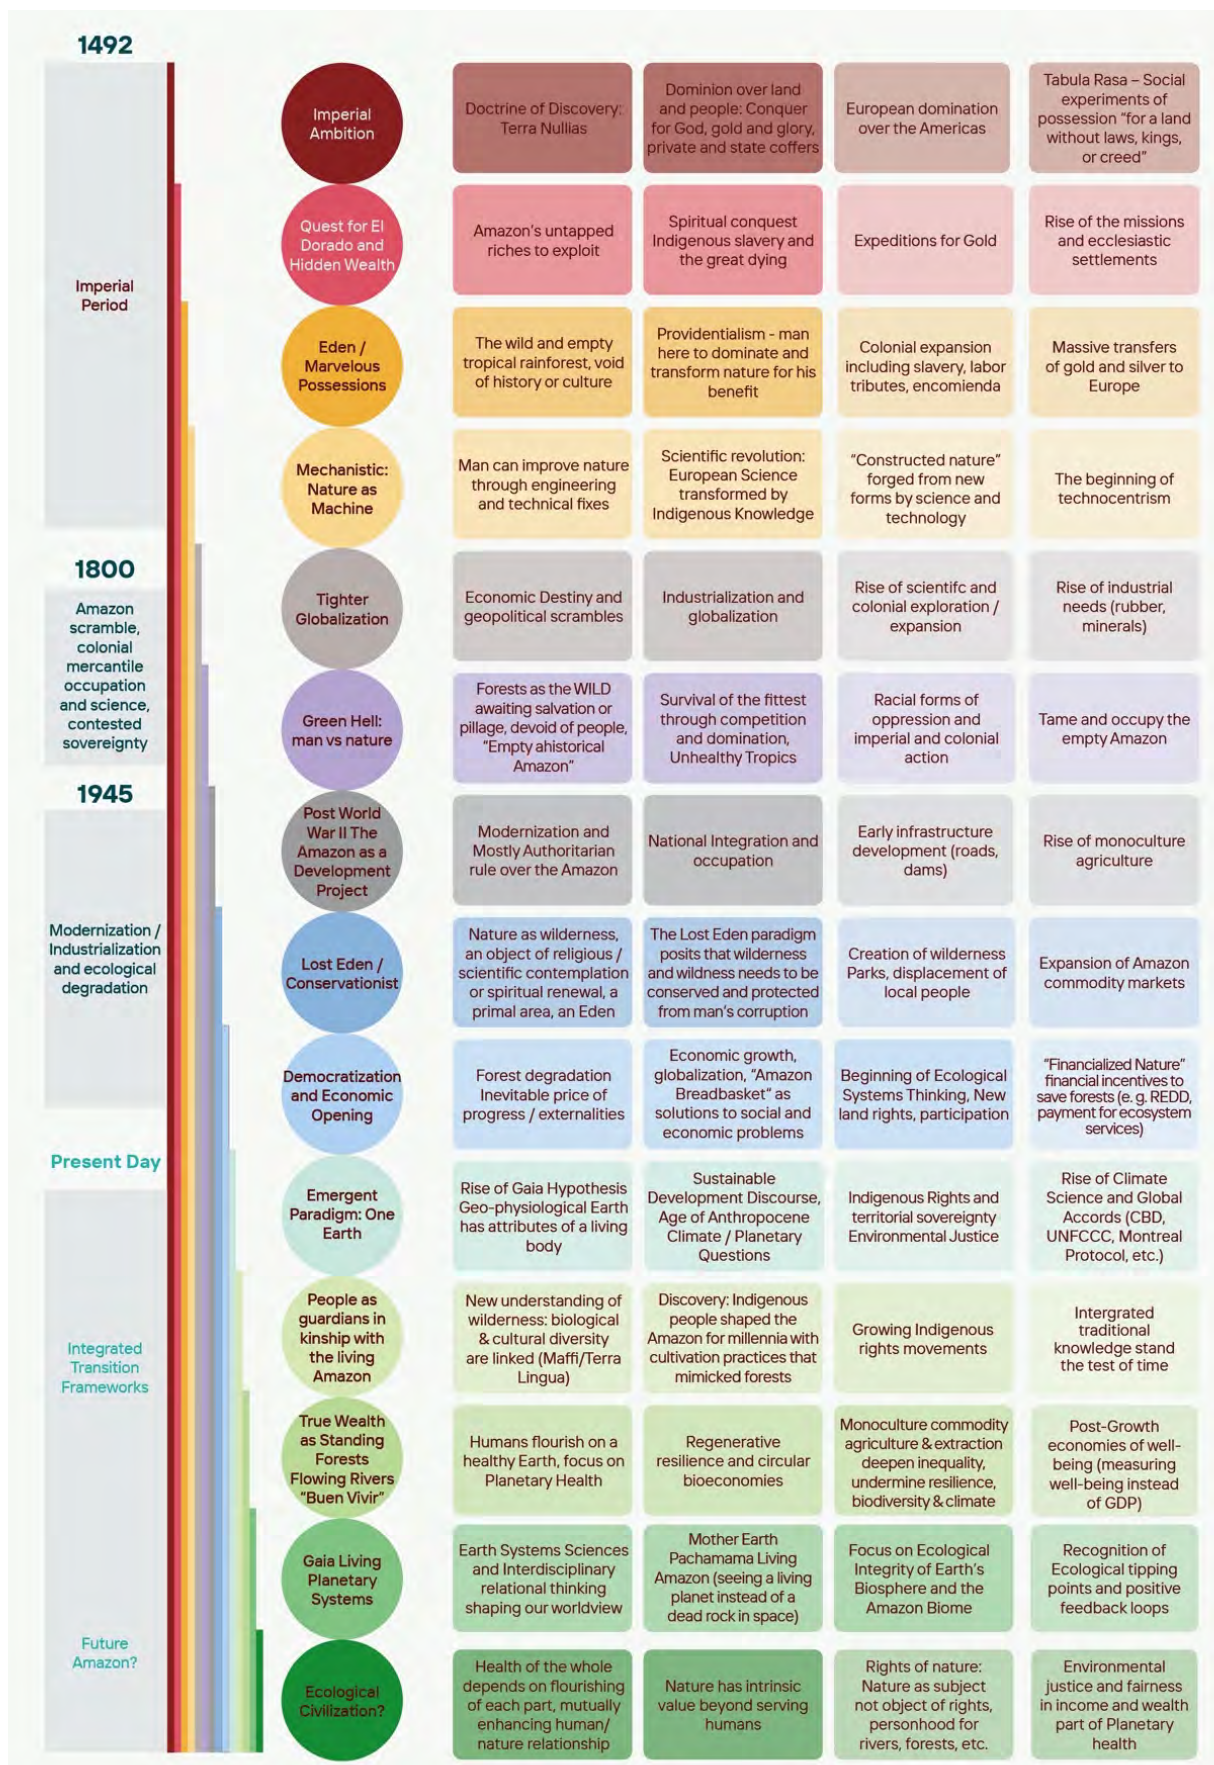 1492
Imperial
Period
Imperial
Ambition
Doctrine of Discovery:
Terra Nullias
Dominion over land
and people: Conquer
for God, gold and glory,
private and state coffers
European domination
over the Americas
Tabula Rasa – Social
experiments of
possession “for a land
without laws, kings,
or creed”
Quest for El
Dorado and
Hidden Wealth
Amazon’s untapped
riches to exploit
Spiritual conquest
Indigenous slavery and
the great dying
Expeditions for Gold
Rise of the missions
and ecclesiastic
settlements
Eden /
Marvelous
Possessions
The wild and empty
tropical rainforest, void
of history or culture
Providentialism - man
here to dominate and
transform nature for his
benefit
Colonial expansion
including slavery, labor
tributes, encomienda
Massive transfers
of gold and silver to
Europe
Mechanistic:
Nature as
Machine
Man can improve nature
through engineering
and technical fixes
Scientific revolution:
European Science
transformed by
Indigenous Knowledge
“Constructed nature”
forged from new
forms by science and
technology
The beginning of
technocentrism
1800
Amazon
scramble,
colonial
mercantile
occupation
and science,
contested
sovereignty
Tighter
Globalization
Economic Destiny and
geopolitical scrambles
Industrialization and
globalization
Rise of scientifc and
colonial exploration /
expansion
Rise of industrial
needs (rubber,
minerals)
Green Hell:
man vs nature
Forests as the WILD
awaiting salvation or
pillage, devoid of people,
“Empty ahistorical
Amazon”
Survival of the fittest
through competition
and domination,
Unhealthy Tropics
Racial forms of
oppression and
imperial and colonial
action
Tame and occupy the
empty Amazon
1945
Modernization /
Industrialization
and ecological
degradation
Post World
War II The
Amazon as a
Development
Project
Modernization and
Mostly Authoritarian
rule over the Amazon
National Integration and
occupation
Early infrastructure
development (roads,
dams)
Rise of monoculture
agriculture
Lost Eden /
Conservationist
Nature as wilderness,
an object of religious /
scientific contemplation
or spiritual renewal, a
primal area, an Eden
The Lost Eden paradigm
posits that wilderness
and wildness needs to be
conserved and protected
from man’s corruption
Creation of wilderness
Parks, displacement of
local people
Expansion of Amazon
commodity markets
Democratization
and Economic
Opening
Forest degradation
Inevitable price of
progress / externalities
Economic growth,
globalization, “Amazon
Breadbasket” as
solutions to social and
economic problems
Beginning of Ecological
Systems Thinking, New
land rights, participation
“Financialized Nature”
financial incentives to
save forests (e. g. REDD,
payment for ecosystem
services)
Present Day
Integrated
Transition
Frameworks
Emergent
Paradigm: One
Earth
Rise of Gaia Hypothesis
Geo-physiological Earth
has attributes of a living
body
Sustainable
Development Discourse,
Age of Anthropocene
Climate / Planetary
Questions
Indigenous Rights and
territorial sovereignty
Environmental Justice
Rise of Climate
Science and Global
Accords (CBD,
UNFCCC, Montreal
Protocol, etc.)
People as
guardians in
kinship with
the living
Amazon
New understanding of
wilderness: biological
& cultural diversity
are linked (Maffi/Terra
Lingua)
Discovery: Indigenous
people shaped the
Amazon for millennia with
cultivation practices that
mimicked forests
Growing Indigenous
rights movements
Intergrated
traditional
knowledge stand
the test of time
True Wealth
as Standing
Forests
Flowing Rivers
“Buen Vivir”
Humans flourish on a
healthy Earth, focus on
Planetary Health
Regenerative
resilience and circular
bioeconomies
Monoculture commodity
agriculture & extraction
deepen inequality,
undermine resilience,
biodiversity & climate
Post-Growth
economies of well-
being (measuring
well-being instead
of GDP)
Gaia Living
Planetary
Systems
Earth Systems Sciences
and Interdisciplinary
relational thinking
shaping our worldview
Mother Earth
Pachamama Living
Amazon (seeing a living
planet instead of a
dead rock in space)
Focus on Ecological
Integrity of Earth’s
Biosphere and the
Amazon Biome
Recognition of
Ecological tipping
points and positive
feedback loops
Future
Amazon?
Ecological
Civilization?
Health of the whole
depends on flourishing
of each part, mutually
enhancing human/
nature relationship
Nature has intrinsic
value beyond serving
humans
Rights of nature:
Nature as subject
not object of rights,
personhood for
rivers, forests, etc.
Environmental
justice and fairness
in income and wealth
part of Planetary
health